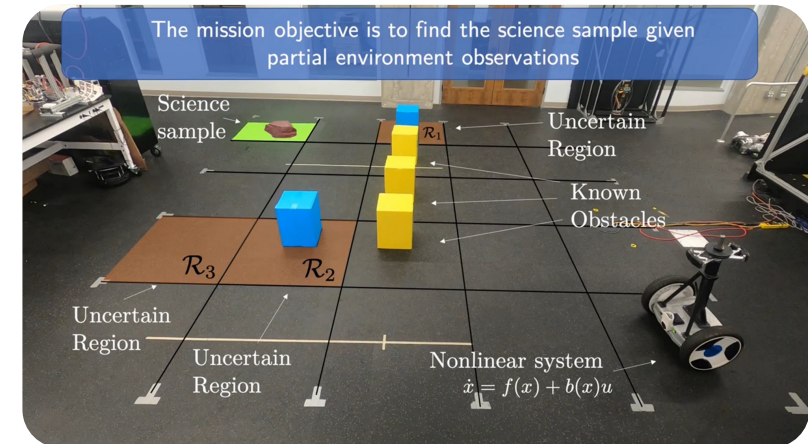 The mission objective is to find the science sample given
partial environment observations
Science
sample
R₁
Uncertain
Region
Known
Obstacles
R₃
R₂
Uncertain
Region
Uncertain
Region
Nonlinear system
ẋ = f(x) + b(x)u